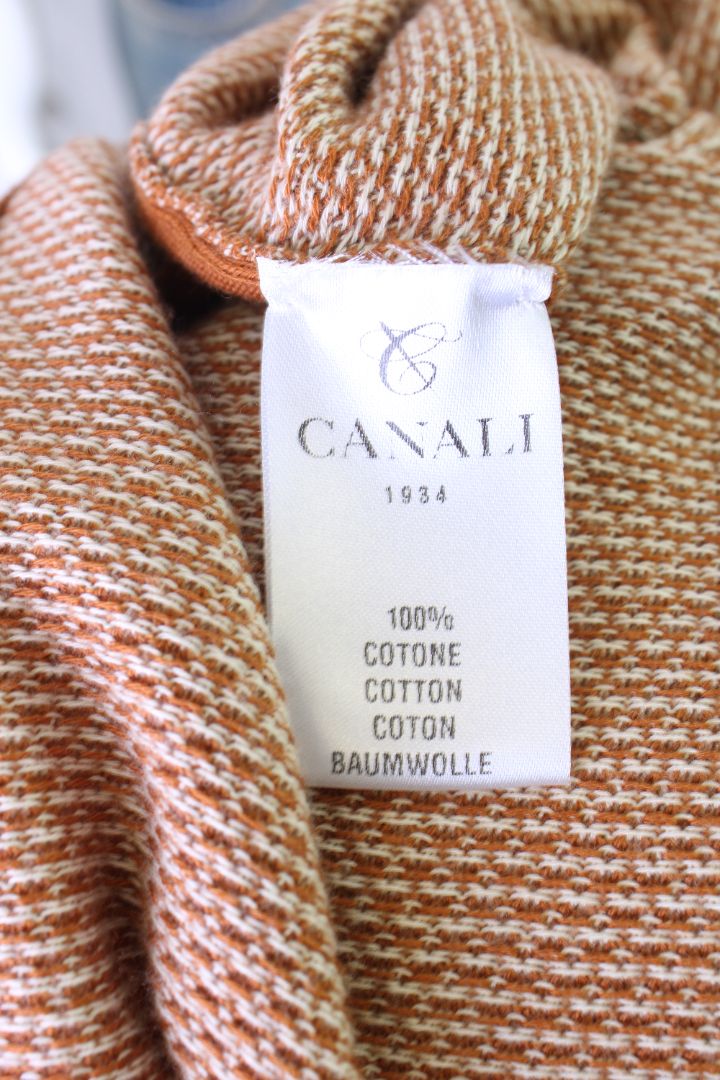 CANALI
1934
100%
COTONE
COTTON
COTON
BAUMWOLLE